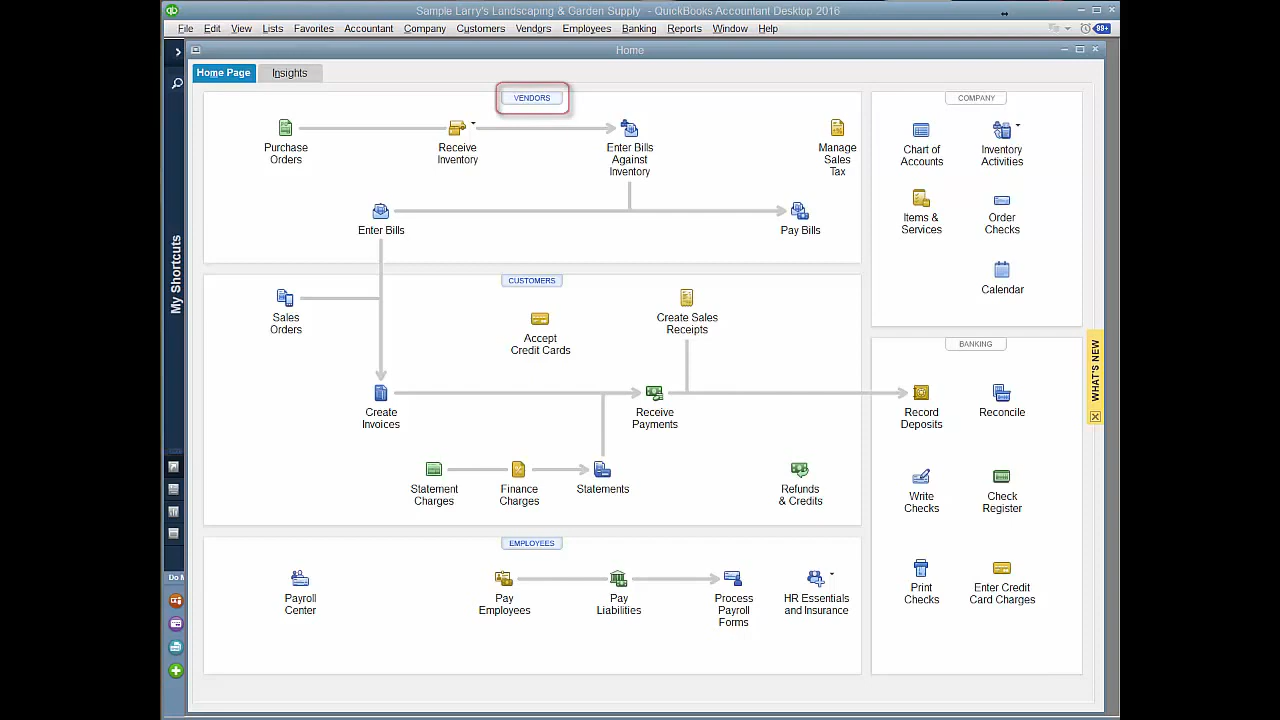 Sample Larry's Landscaping & Garden Supply - QuickBooks Accountant Desktop 2016
File Edit View Lists Favorites Accountant Company Customers Vendors Employees Banking Reports Window Help
99+
Home
Home Page Insights
VENDORS
Purchase
Orders
Receive
Inventory
Enter Bills
Against
Inventory
Manage
Sales
Tax
Enter Bills
Pay Bills
CUSTOMERS
Sales
Orders
Accept
Credit Cards
Create Sales
Receipts
Create
Invoices
Receive
Payments
Statement
Charges
Finance
Charges
Statements
Refunds
& Credits
EMPLOYEES
Payroll
Center
Pay
Employees
Pay
Liabilities
Process
Payroll
Forms
HR Essentials
and Insurance
COMPANY
Chart of
Accounts
Inventory
Activities
Items &
Services
Order
Checks
Calendar
BANKING
Record
Deposits
Reconcile
Write
Checks
Check
Register
Print
Checks
Enter Credit
Card Charges
My Shortcuts
Do M
WHAT'S NEW